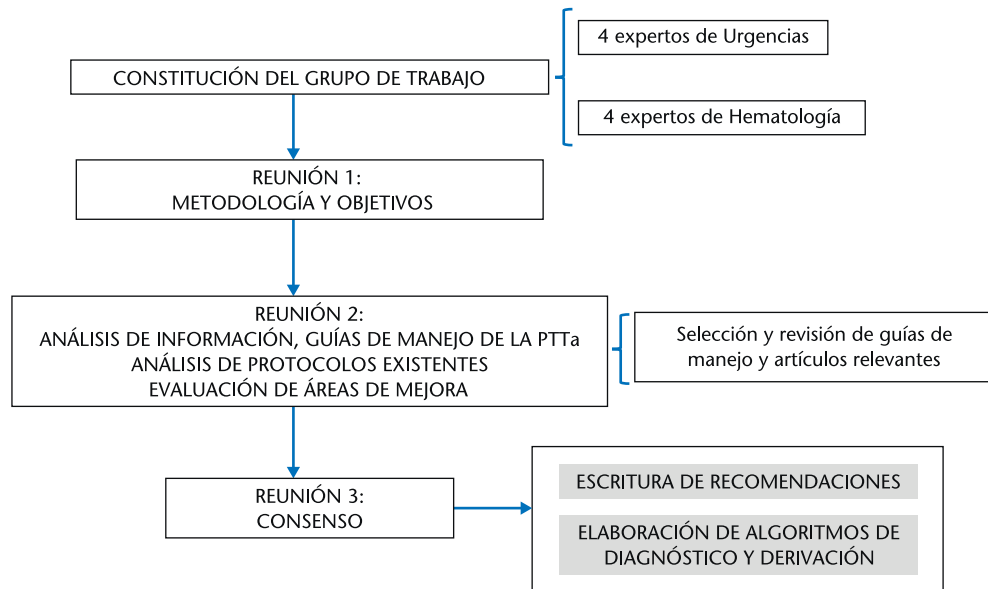 4 expertos de Urgencias
CONSTITUCIÓN DEL GRUPO DE TRABAJO
4 expertos de Hematología
REUNIÓN 1:
METODOLOGÍA Y OBJETIVOS
REUNIÓN 2:
ANÁLISIS DE INFORMACIÓN, GUÍAS DE MANEJO DE LA PTTa
ANÁLISIS DE PROTOCOLOS EXISTENTES
EVALUACIÓN DE ÁREAS DE MEJORA
Selección y revisión de guías de
manejo y artículos relevantes
REUNIÓN 3:
CONSENSO
ESCRITURA DE RECOMENDACIONES
ELABORACIÓN DE ALGORITMOS DE
DIAGNÓSTICO Y DERIVACIÓN